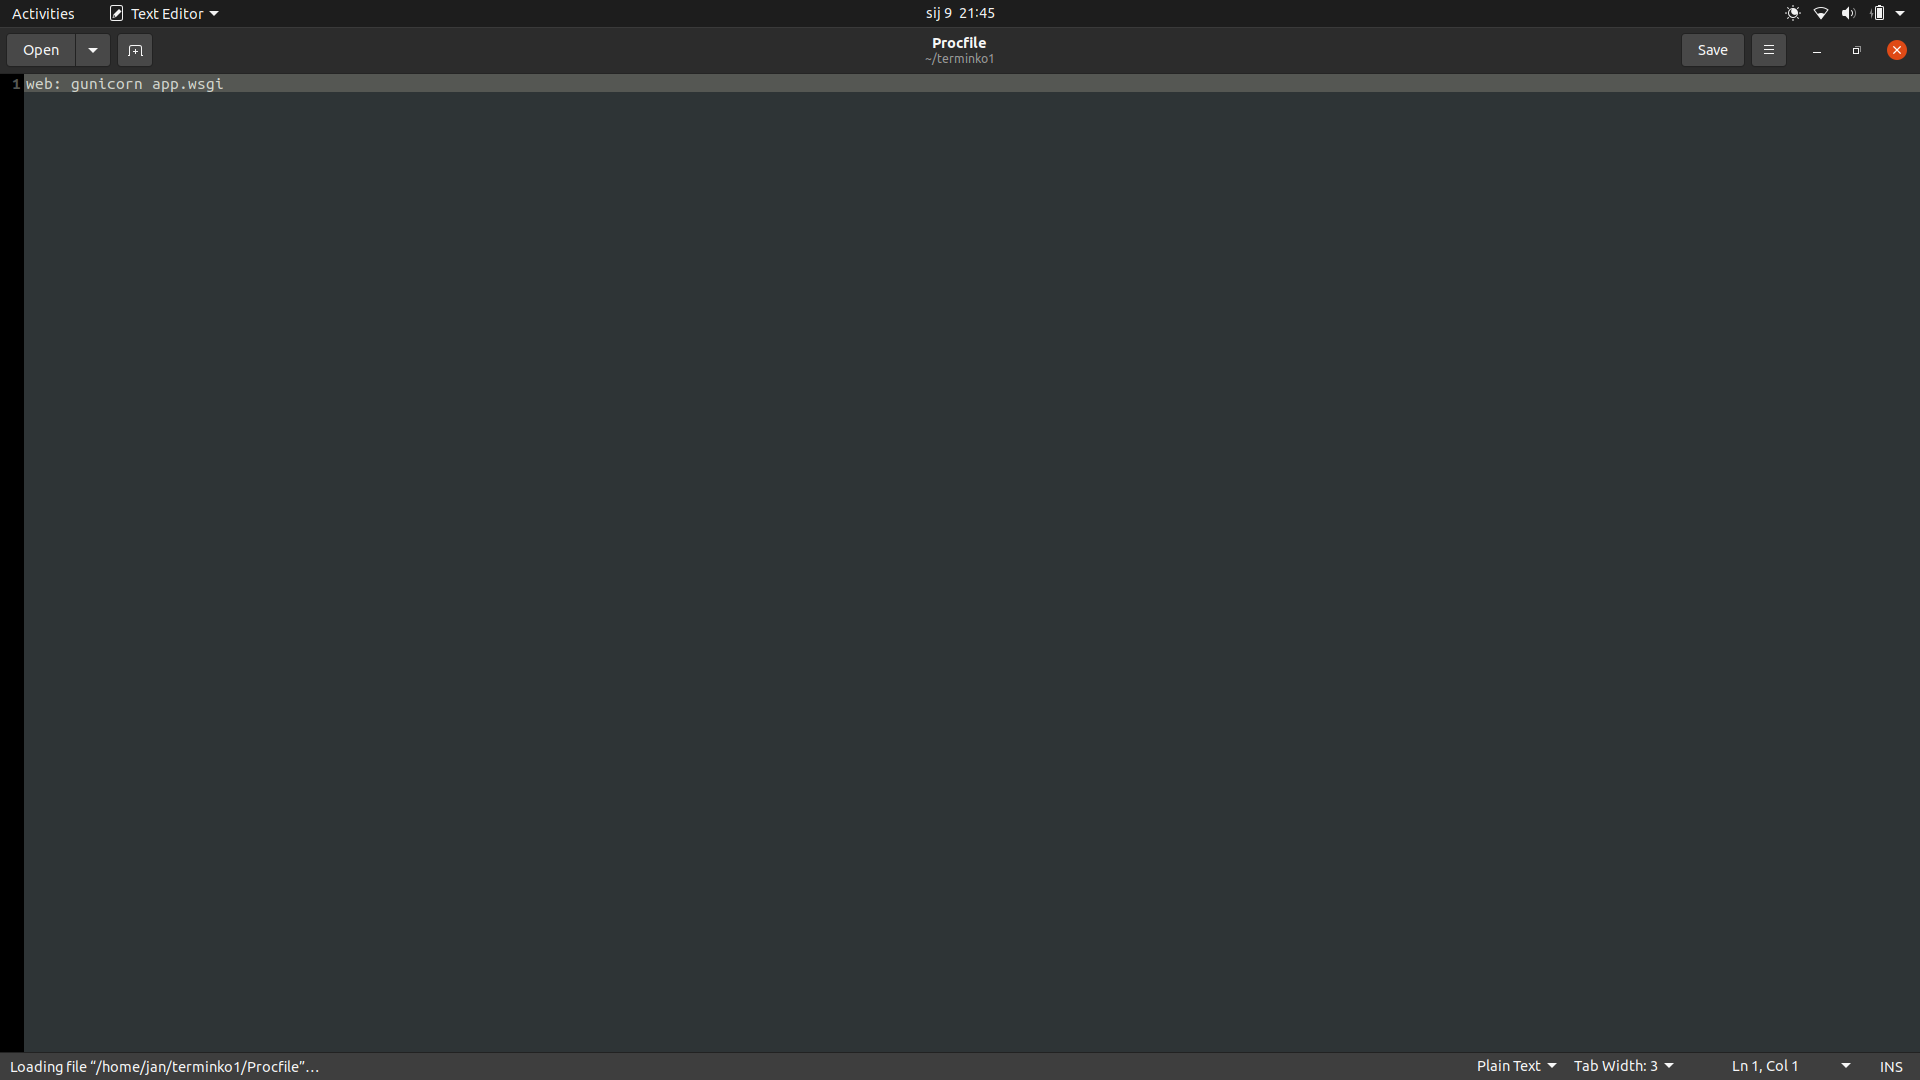 Activities Text Editor sij 9 21:45
Open Procfile Save
~/terminko1
1 web: gunicorn app.wsgi
Loading file “/home/jan/terminko1/Procfile”… Plain Text Tab Width: 3 Ln 1, Col 1 INS